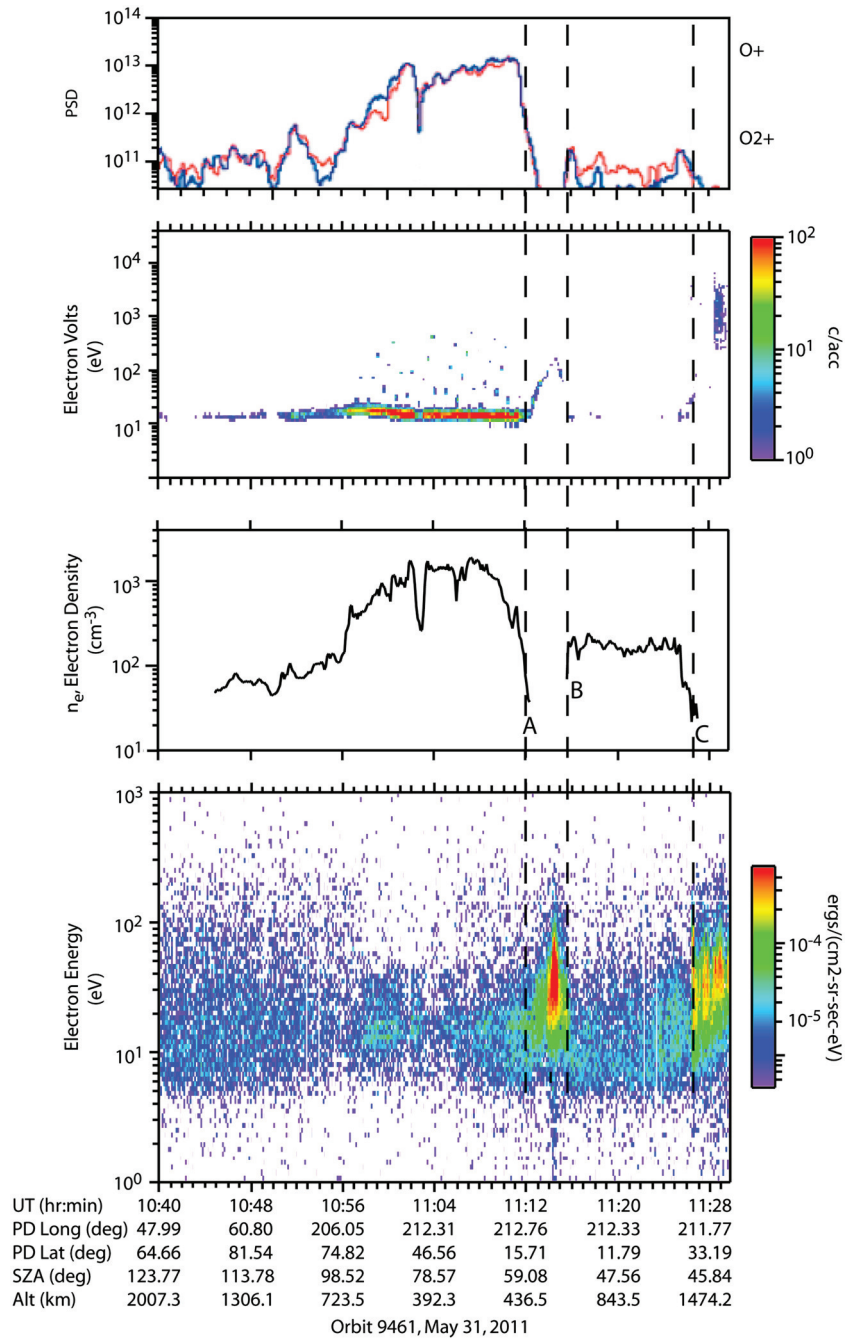 10^14
10^13
10^12
10^11
PSD
O+
O2+
10^4
10^3
10^2
10^1
Electron Volts
(eV)
10^2
10^1
10^0
c/acc
10^3
10^2
10^1
n_e, Electron Density
(cm^-3)
A
B
C
10^3
10^2
10^1
10^0
Electron Energy
(eV)
10^-4
10^-5
ergs/(cm2-sr-sec-eV)
UT (hr:min) 10:40 10:48 10:56 11:04 11:12 11:20 11:28
PD Long (deg) 47.99 60.80 206.05 212.31 212.76 212.33 211.77
PD Lat (deg) 64.66 81.54 74.82 46.56 15.71 11.79 33.19
SZA (deg) 123.77 113.78 98.52 78.57 59.08 47.56 45.84
Alt (km) 2007.3 1306.1 723.5 392.3 436.5 843.5 1474.2
Orbit 9461, May 31, 2011